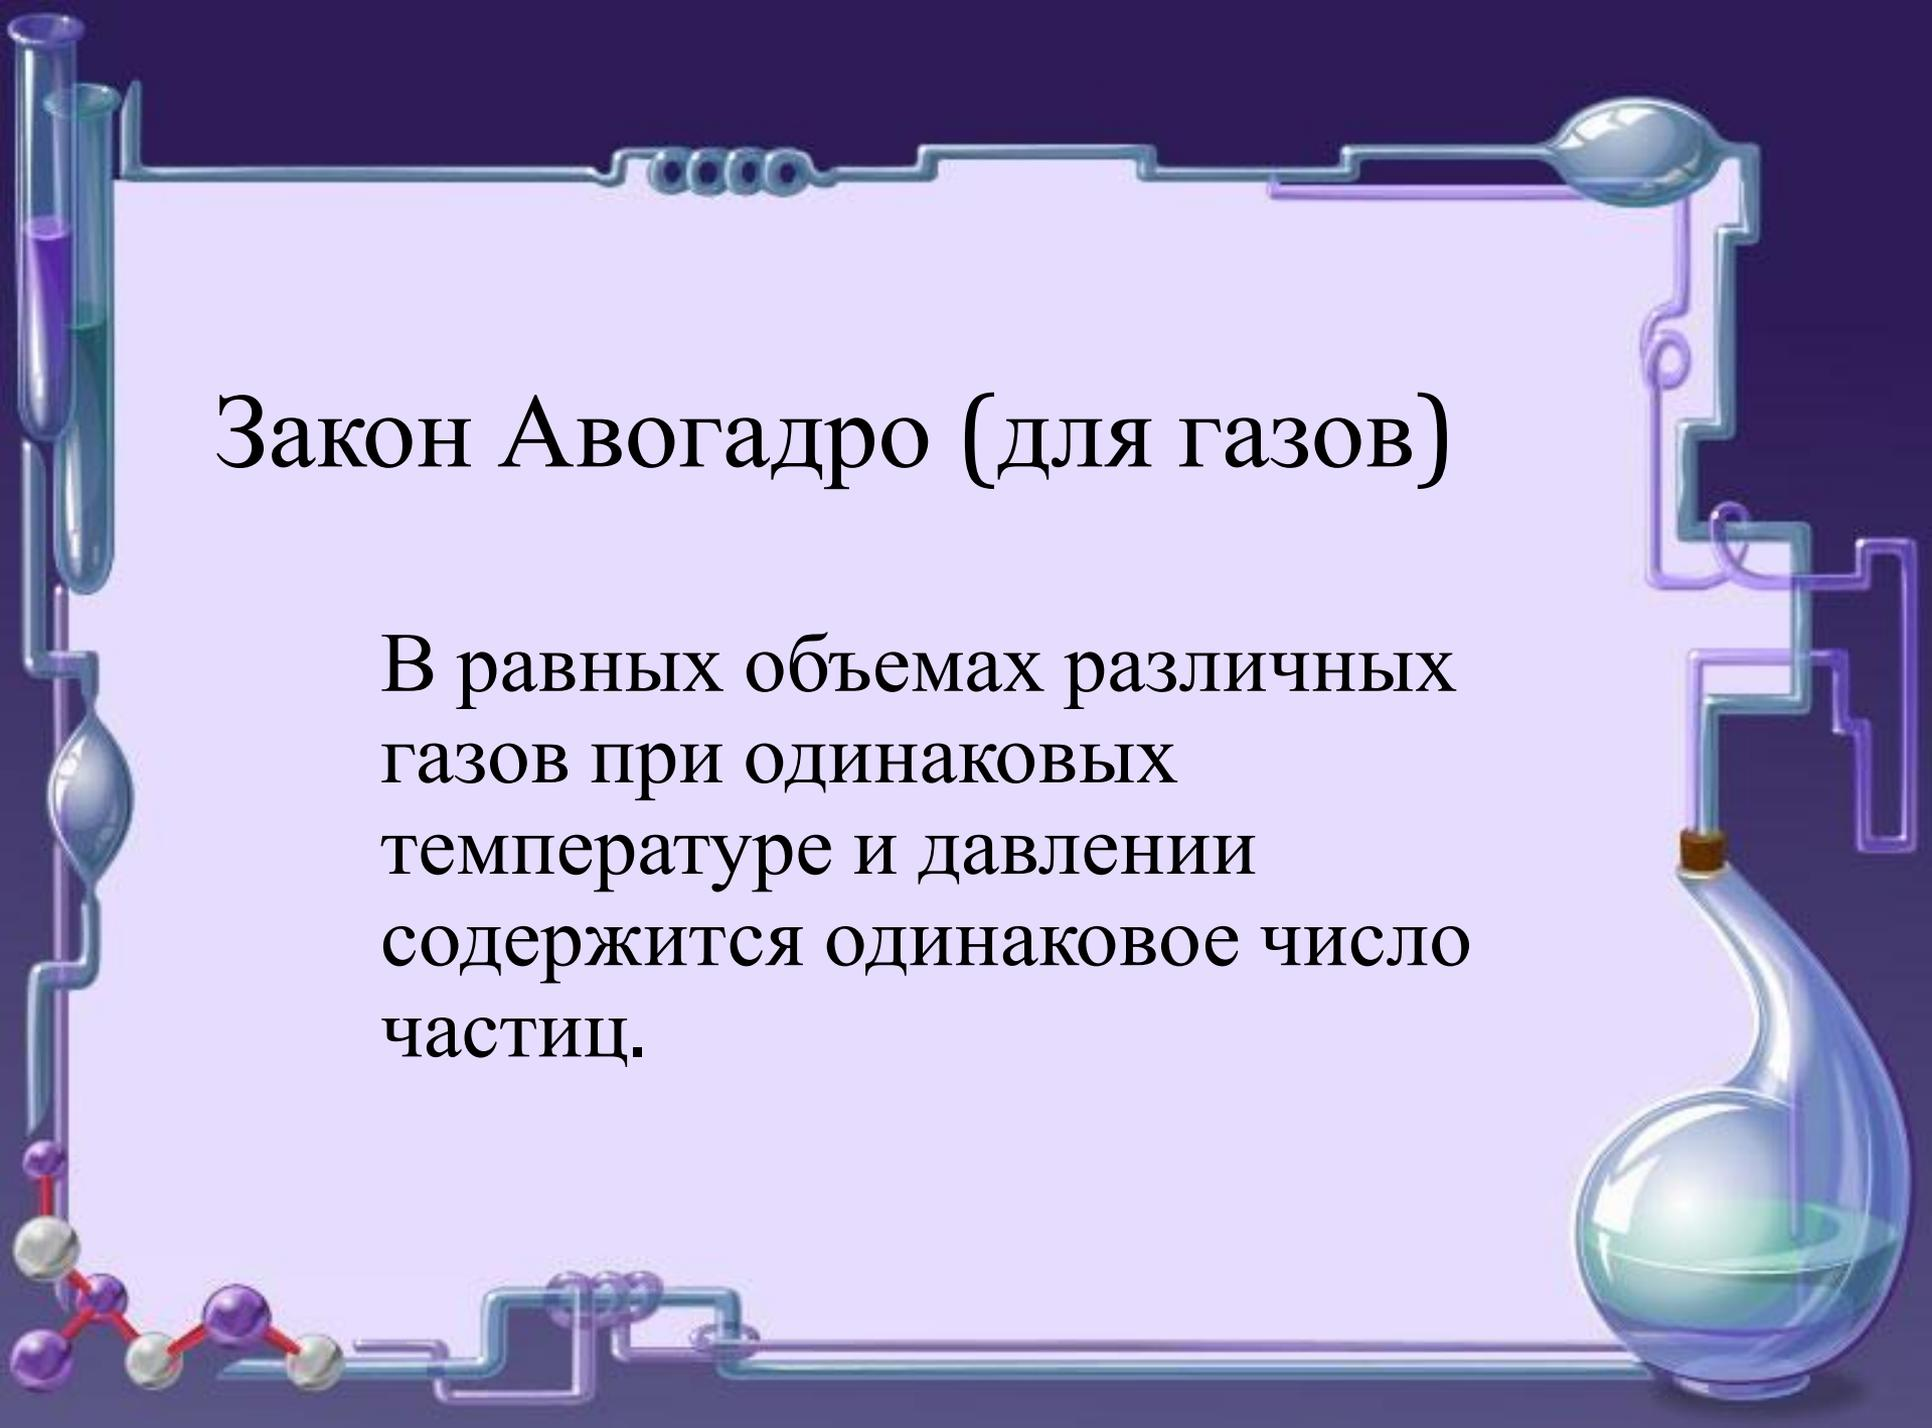 Закон Авогадро (для газов)
В равных объемах различных
газов при одинаковых
температуре и давлении
содержится одинаковое число
частиц.